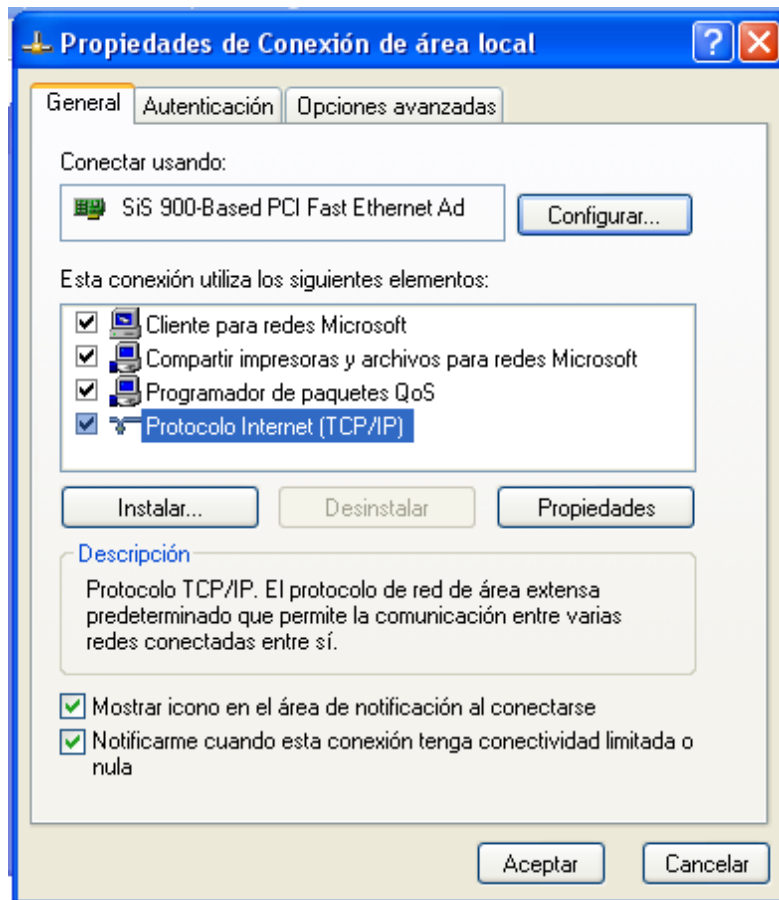 Propiedades de Conexión de área local
General Autenticación Opciones avanzadas
Conectar usando:
SiS 900-Based PCI Fast Ethernet Ad Configurar...
Esta conexión utiliza los siguientes elementos:
Cliente para redes Microsoft
Compartir impresoras y archivos para redes Microsoft
Programador de paquetes QoS
Protocolo Internet (TCP/IP)
Instalar... Desinstalar Propiedades
Descripción
Protocolo TCP/IP. El protocolo de red de área extensa
predeterminado que permite la comunicación entre varias
redes conectadas entre sí.
Mostrar icono en el área de notificación al conectarse
Notificarme cuando esta conexión tenga conectividad limitada o
nula
Aceptar Cancelar